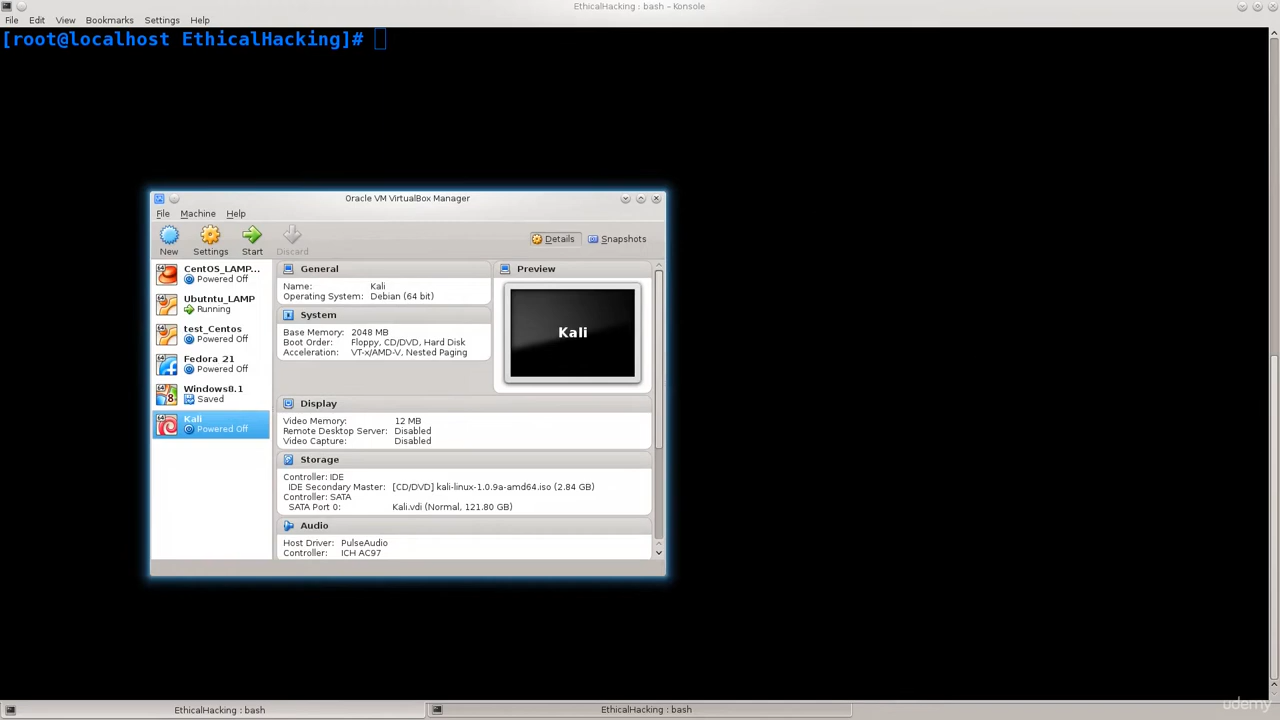 EthicalHacking : bash – Konsole
File Edit View Bookmarks Settings Help
[root@localhost EthicalHacking]#
Oracle VM VirtualBox Manager
File Machine Help
New Settings Start Discard Details Snapshots
CentOS_LAMP...
Powered Off
Ubutntu_LAMP
Running
test_Centos
Powered Off
Fedora_21
Powered Off
Windows8.1
Saved
Kali
Powered Off
General
Name: Kali
Operating System: Debian (64 bit)
System
Base Memory: 2048 MB
Boot Order: Floppy, CD/DVD, Hard Disk
Acceleration: VT-x/AMD-V, Nested Paging
Preview
Kali
Display
Video Memory: 12 MB
Remote Desktop Server: Disabled
Video Capture: Disabled
Storage
Controller: IDE
IDE Secondary Master: [CD/DVD] kali-linux-1.0.9a-amd64.iso (2.84 GB)
Controller: SATA
SATA Port 0: Kali.vdi (Normal, 121.80 GB)
Audio
Host Driver: PulseAudio
Controller: ICH AC97
EthicalHacking : bash EthicalHacking : bash
udemy